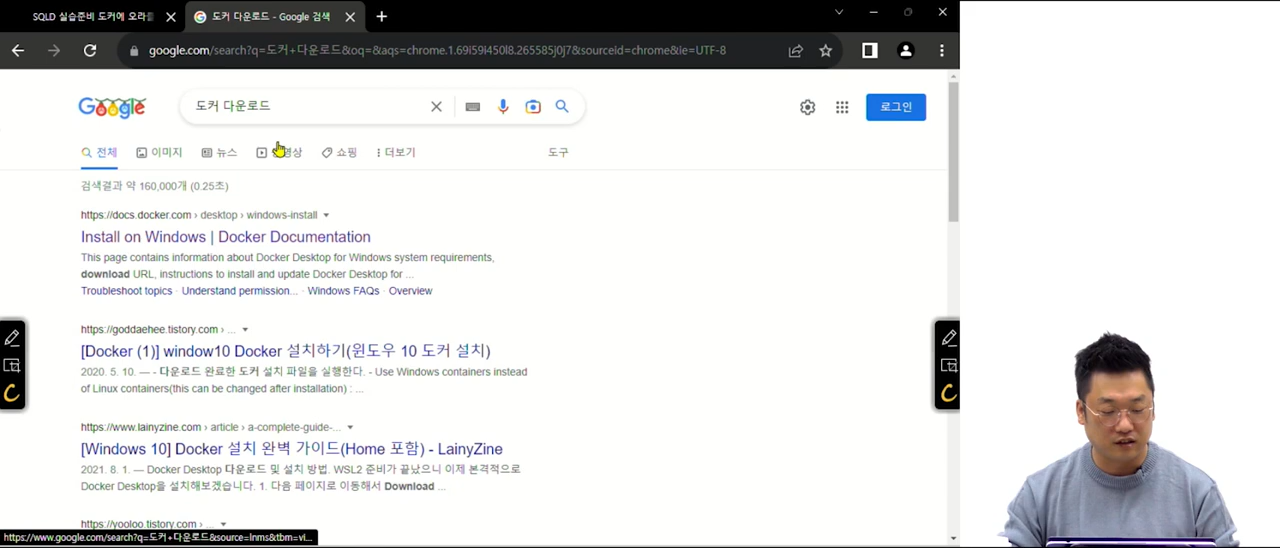 SQLD 실습준비 도커에 오라클
도커 다운로드 - Google 검색
google.com/search?q=도커+다운로드&oq=&aqs=chrome.1.69i59i450l8.265585j0j7&sourceid=chrome&ie=UTF-8
Google
도커 다운로드
로그인
전체
이미지
뉴스
쇼핑
더보기
도구
검색결과 약 160,000개 (0.25초)
https://docs.docker.com › desktop › windows-install
Install on Windows | Docker Documentation
This page contains information about Docker Desktop for Windows system requirements,
download URL, instructions to install and update Docker Desktop for ...
Troubleshoot topics · Understand permission... · Windows FAQs · Overview
https://goddaehee.tistory.com › ...
[Docker (1)] window10 Docker 설치하기(윈도우 10 도커 설치)
2020. 5. 10. — - 다운로드 완료한 도커 설치 파일을 실행한다. - Use Windows containers instead
of Linux containers(this can be changed after installation) : ...
https://www.lainyzine.com › article › a-complete-guide-...
[Windows 10] Docker 설치 완벽 가이드(Home 포함) - LainyZine
2021. 8. 1. — Docker Desktop 다운로드 및 설치 방법. WSL2 준비가 끝났으니 이제 본격적으로
Docker Desktop을 설치해보겠습니다. 1. 다음 페이지로 이동해서 Download ...
https://yooloo.tistory.com › ...
https://www.google.com/search?q=도커+다운로드&source=lnms&tbm=vi...